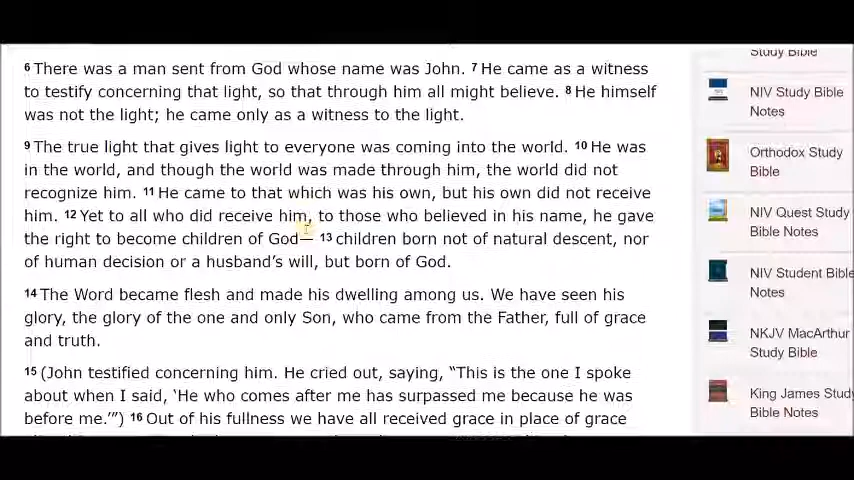 6 There was a man sent from God whose name was John. 7 He came as a witness
to testify concerning that light, so that through him all might believe. 8 He himself
was not the light; he came only as a witness to the light.
9 The true light that gives light to everyone was coming into the world. 10 He was
in the world, and though the world was made through him, the world did not
recognize him. 11 He came to that which was his own, but his own did not receive
him. 12 Yet to all who did receive him, to those who believed in his name, he gave
the right to become children of God— 13 children born not of natural descent, nor
of human decision or a husband’s will, but born of God.
14 The Word became flesh and made his dwelling among us. We have seen his
glory, the glory of the one and only Son, who came from the Father, full of grace
and truth.
15 (John testified concerning him. He cried out, saying, “This is the one I spoke
about when I said, ‘He who comes after me has surpassed me because he was
before me.’”) 16 Out of his fullness we have all received grace in place of grace
Study Bible
NIV Study Bible
Notes
Orthodox Study
Bible
NIV Quest Study
Bible Notes
NIV Student Bible
Notes
NKJV MacArthur
Study Bible
King James Study
Bible Notes